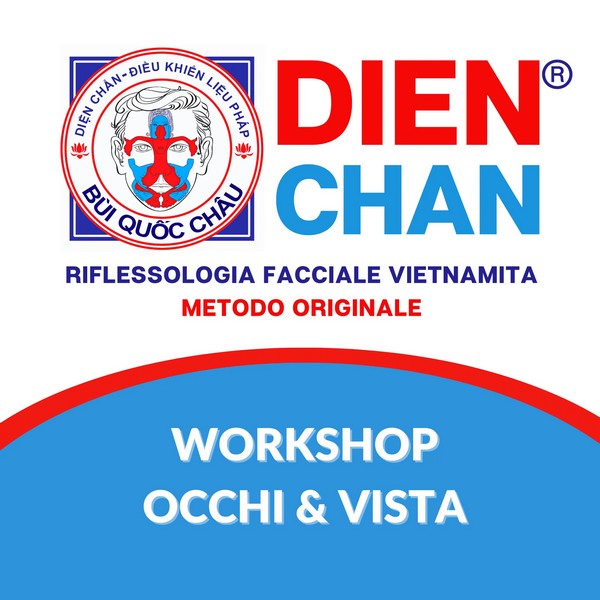 DIỆN CHẨN-ĐIỀU KHIỂN LIỆU PHÁP
BÙI QUỐC CHÂU
DIEN®
CHAN
RIFLESSOLOGIA FACCIALE VIETNAMITA
METODO ORIGINALE
WORKSHOP
OCCHI & VISTA